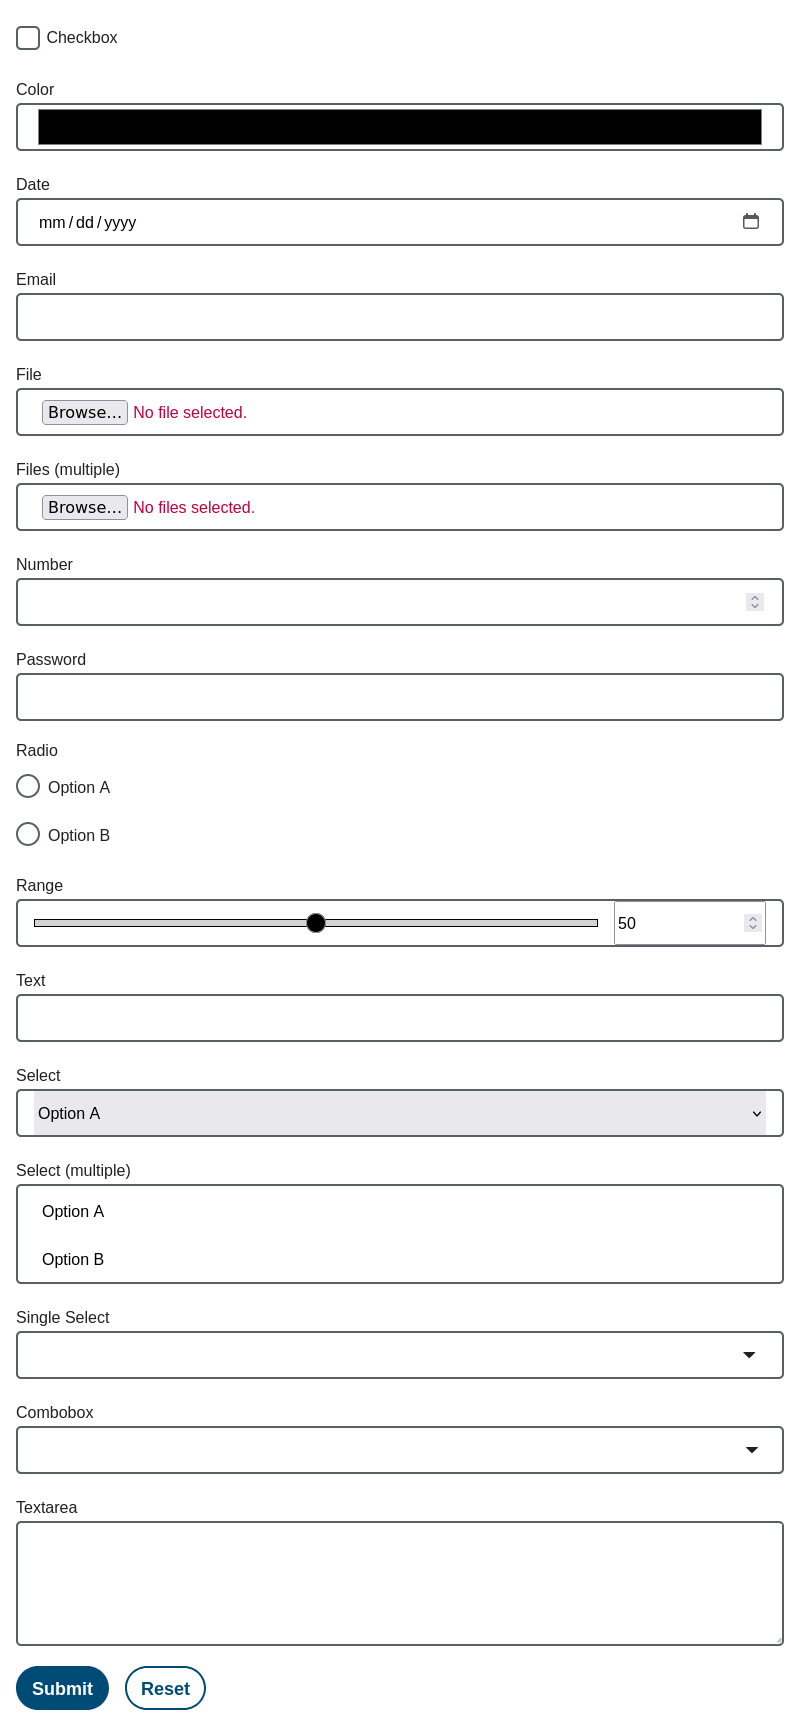 Checkbox
Color
Date
mm/dd/yyyy
Email
File
Browse... No file selected.
Files (multiple)
Browse... No files selected.
Number
Password
Radio
Option A
Option B
Range
50
Text
Select
Option A
Select (multiple)
Option A
Option B
Single Select
Combobox
Textarea
Submit Reset